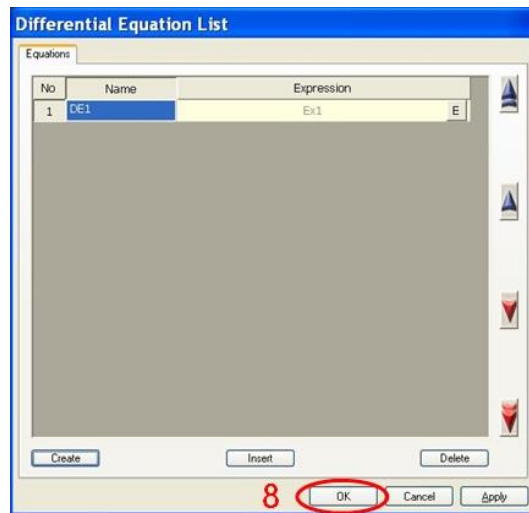 Differential Equation List
Equations
No Name Expression
1 DE1 Ex1 E
Create Insert Delete
8 OK Cancel Apply